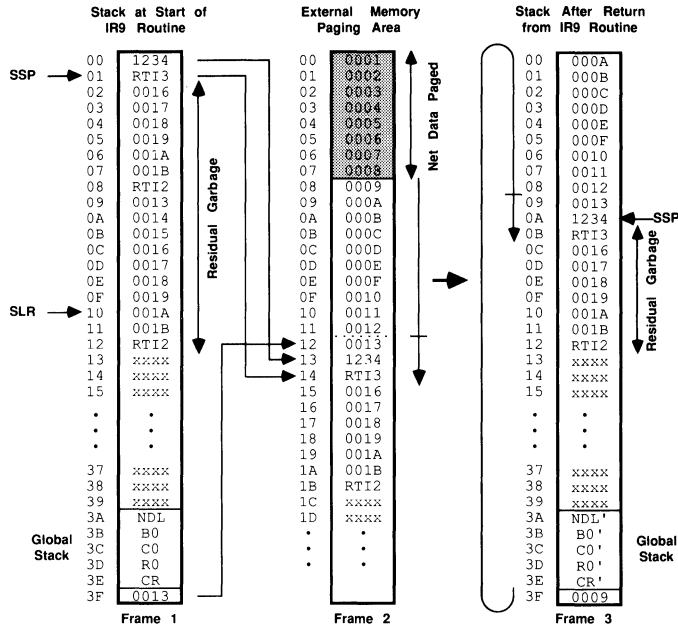 Stack at Start of
IR9 Routine
00 1234
SSP 01 RTI3
02 0016
03 0017
04 0018
05 0019
06 001A
07 001B
08 RTI2
09 0013
0A 0014
0B 0015
0C 0016
0D 0017
0E 0018
0F 0019
SLR 10 001A
11 001B
12 RTI2
13 xxxx
14 xxxx
15 xxxx
37 xxxx
38 xxxx
39 xxxx
3A NDL
3B B0
3C C0
3D R0
3E CR
3F 0013
Residual Garbage
Global
Stack
Frame 1
External Memory
Paging Area
00 0001
01 0002
02 0003
03 0004
04 0005
05 0006
06 0007
07 0008
08 0009
09 000A
0A 000B
0B 000C
0C 000D
0D 000E
0E 000F
0F 0010
10 0011
11 0012
12 0013
13 1234
14 RTI3
15 0016
16 0017
17 0018
18 0019
19 001A
1A 001B
1B RTI2
1C xxxx
1D xxxx
Net Data Paged
Frame 2
Stack After Return
from IR9 Routine
00 000A
01 000B
02 000C
03 000D
04 000E
05 000F
06 0010
07 0011
08 0012
09 0013
0A 1234 SSP
0B RTI3
0C 0016
0D 0017
0E 0018
0F 0019
10 001A
11 001B
12 RTI2
13 xxxx
14 xxxx
15 xxxx
37 xxxx
38 xxxx
39 xxxx
3A NDL'
3B B0'
3C C0'
3D R0'
3E CR'
3F 0009
Residual Garbage
Global
Stack
Frame 3